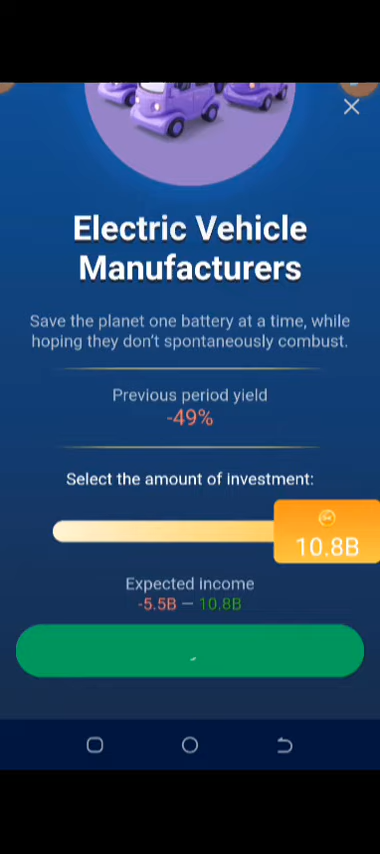 Electric Vehicle
Manufacturers
Save the planet one battery at a time, while
hoping they don't spontaneously combust.
Previous period yield
-49%
Select the amount of investment:
10.8B
Expected income
-5.5B — 10.8B